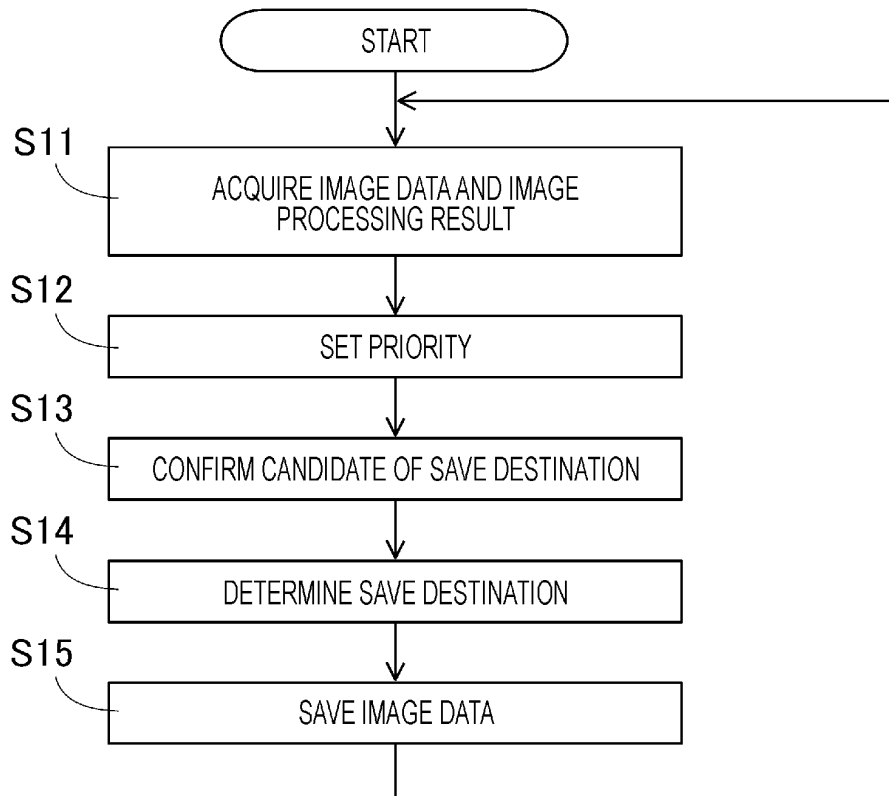 START
S11
ACQUIRE IMAGE DATA AND IMAGE
PROCESSING RESULT
S12
SET PRIORITY
S13
CONFIRM CANDIDATE OF SAVE DESTINATION
S14
DETERMINE SAVE DESTINATION
S15
SAVE IMAGE DATA